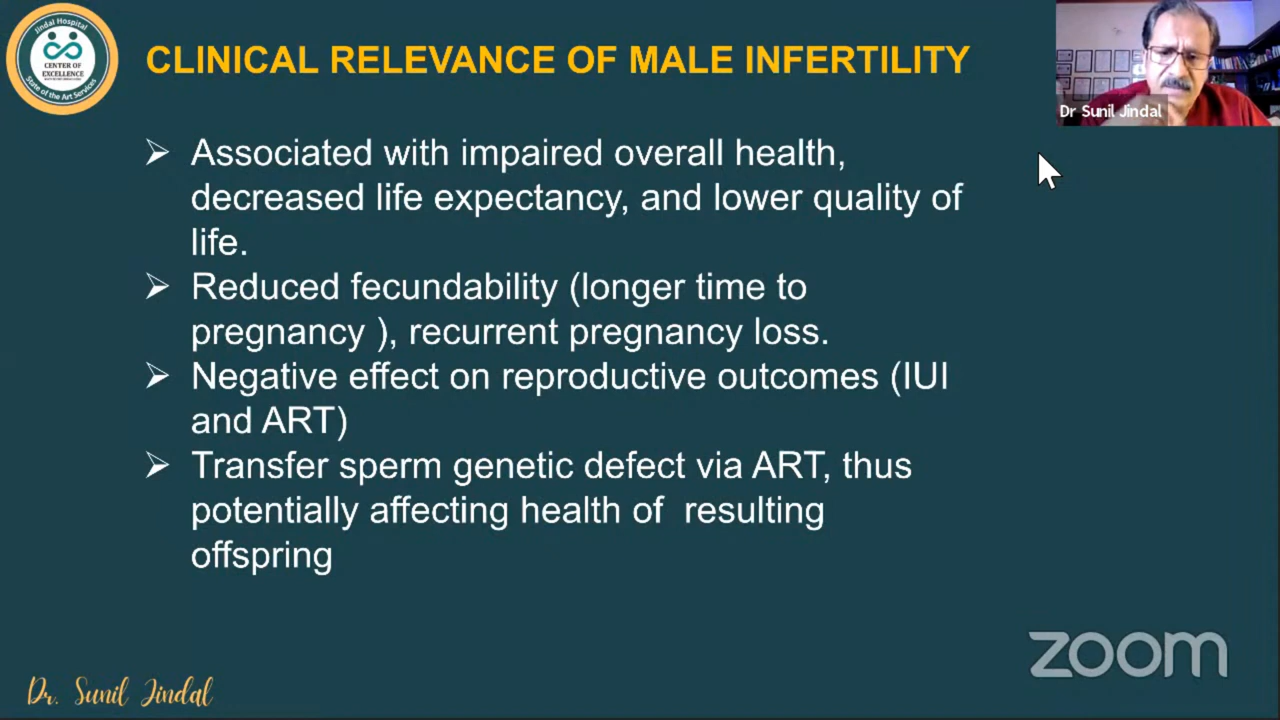 Jindal Hospital
CENTER OF
EXCELLENCE
State of the Art Services
CLINICAL RELEVANCE OF MALE INFERTILITY
Dr Sunil Jindal
➢ Associated with impaired overall health,
decreased life expectancy, and lower quality of
life.
➢ Reduced fecundability (longer time to
pregnancy ), recurrent pregnancy loss.
➢ Negative effect on reproductive outcomes (IUI
and ART)
➢ Transfer sperm genetic defect via ART, thus
potentially affecting health of resulting
offspring
zoom
Dr. Sunil Jindal